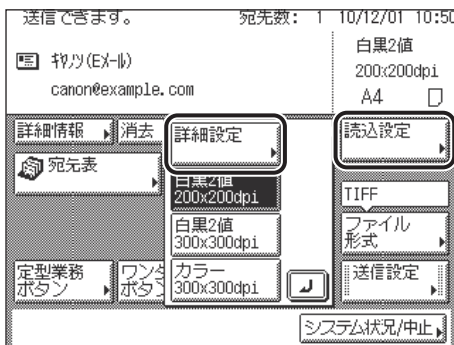 送信できます。 宛先数: 1 10/12/01 10:50
ｷﾔﾉﾝ(EﾒｰJﾙ)
canon@example.com
白黒2値
200x200dpi
A4
詳細情報 消去 詳細設定 読込設定
宛先表
白黒2値
200x200dpi
TIFF
白黒2値
300x300dpi
ファイル
形式
カラー
300x300dpi
定型業務
ボタン
ワンタ
ボタン
送信設定
システム状況/中止